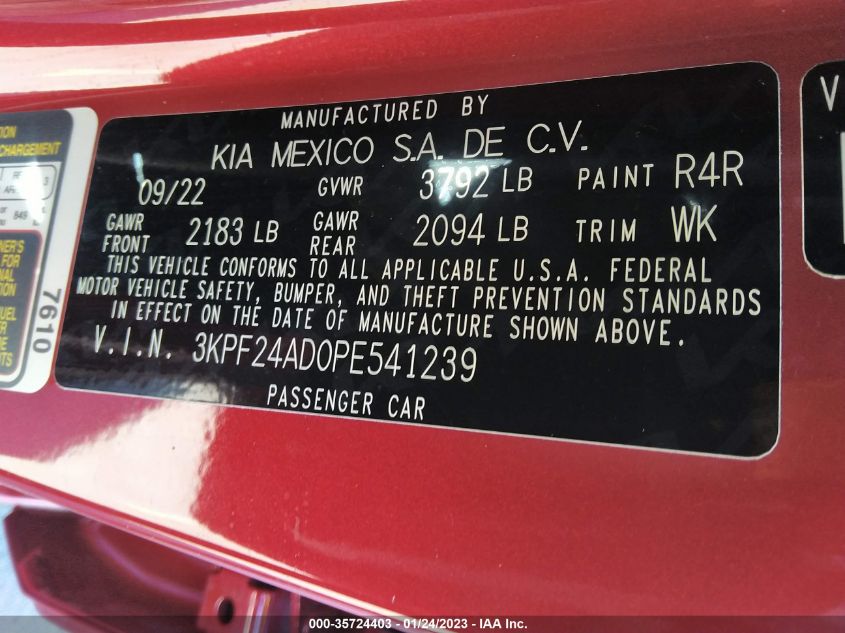 MANUFACTURED BY
KIA MEXICO S.A. DE C.V.
09/22 GVWR 3792 LB PAINT R4R
GAWR FRONT 2183 LB GAWR REAR 2094 LB TRIM WK
THIS VEHICLE CONFORMS TO ALL APPLICABLE U.S.A. FEDERAL
MOTOR VEHICLE SAFETY, BUMPER, AND THEFT PREVENTION STANDARDS
IN EFFECT ON THE DATE OF MANUFACTURE SHOWN ABOVE.
V.I.N. 3KPF24AD0PE541239
PASSENGER CAR
7610
000-35724403 - 01/24/2023 - IAA Inc.